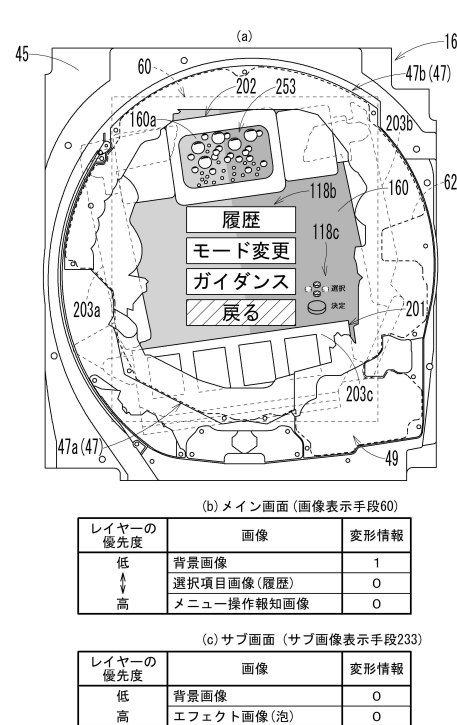 (a)
45
16
60
47b(47)
202
253
160a
203b
118b
160
62
履歴
118c
モード変更
ガイダンス
選択
戻る
決定
203a
201
203c
47a(47)
49
(b)メイン画面(画像表示手段60)
レイヤーの優先度 画像 変形情報
低 背景画像 1
選択項目画像(履歴) 0
高 メニュー操作報知画像 0
(c)サブ画面(サブ画像表示手段233)
レイヤーの優先度 画像 変形情報
低 背景画像 0
高 エフェクト画像(泡) 0